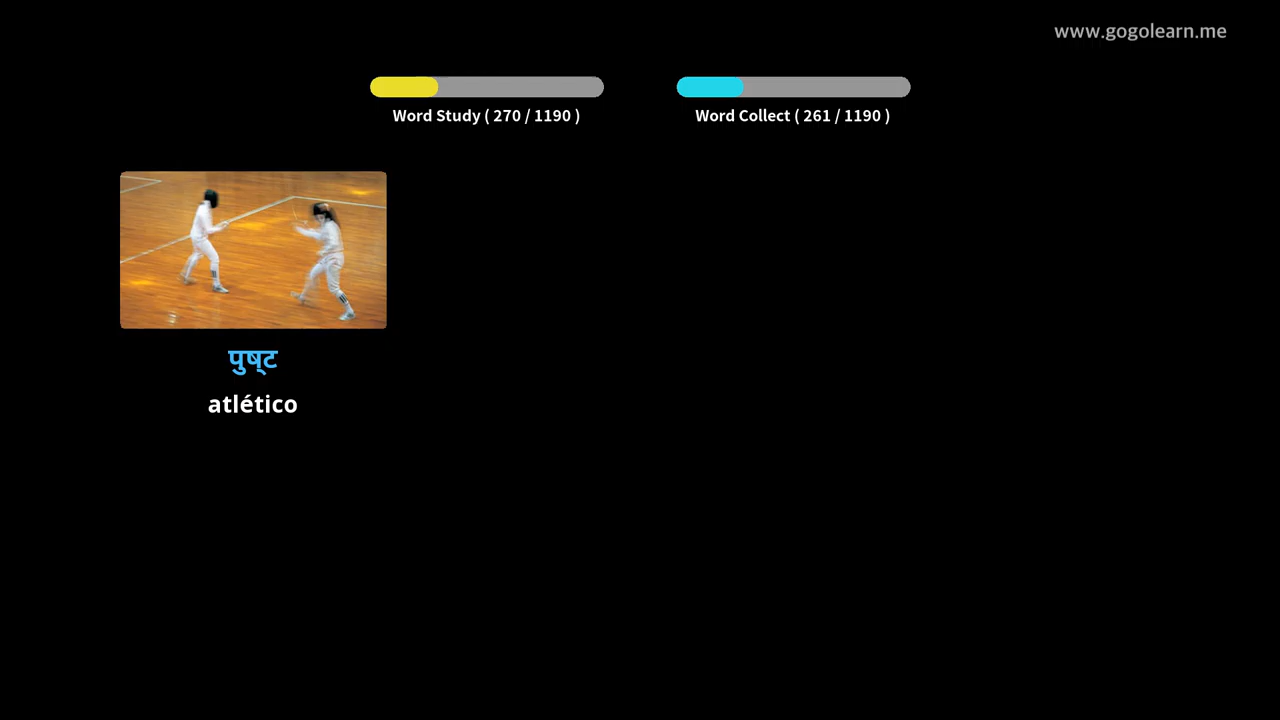 www.gogolearn.me
Word Study ( 270 / 1190 )
Word Collect ( 261 / 1190 )
पुष्ट
atlético